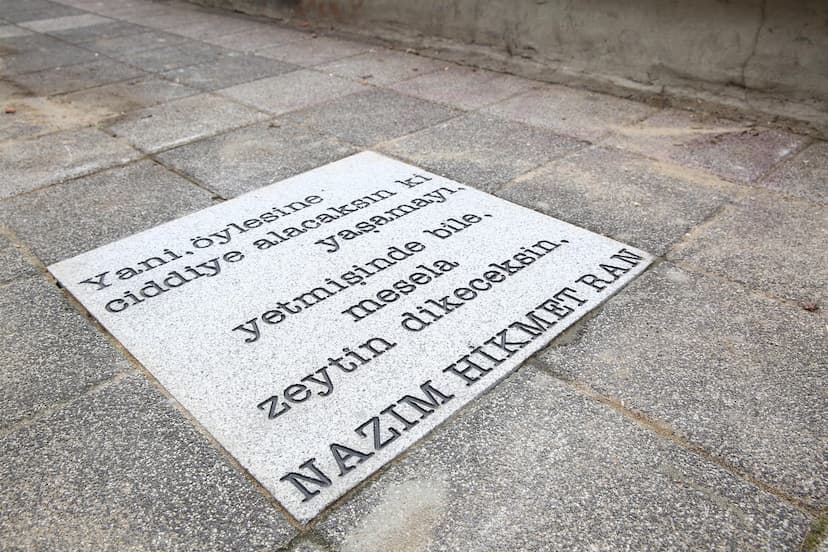 Yani, öylesine
ciddiye alacaksın ki
yaşamayı,
yetmişinde bile,
mesela
zeytin dikeceksin,
NAZIM HİKMET RAN